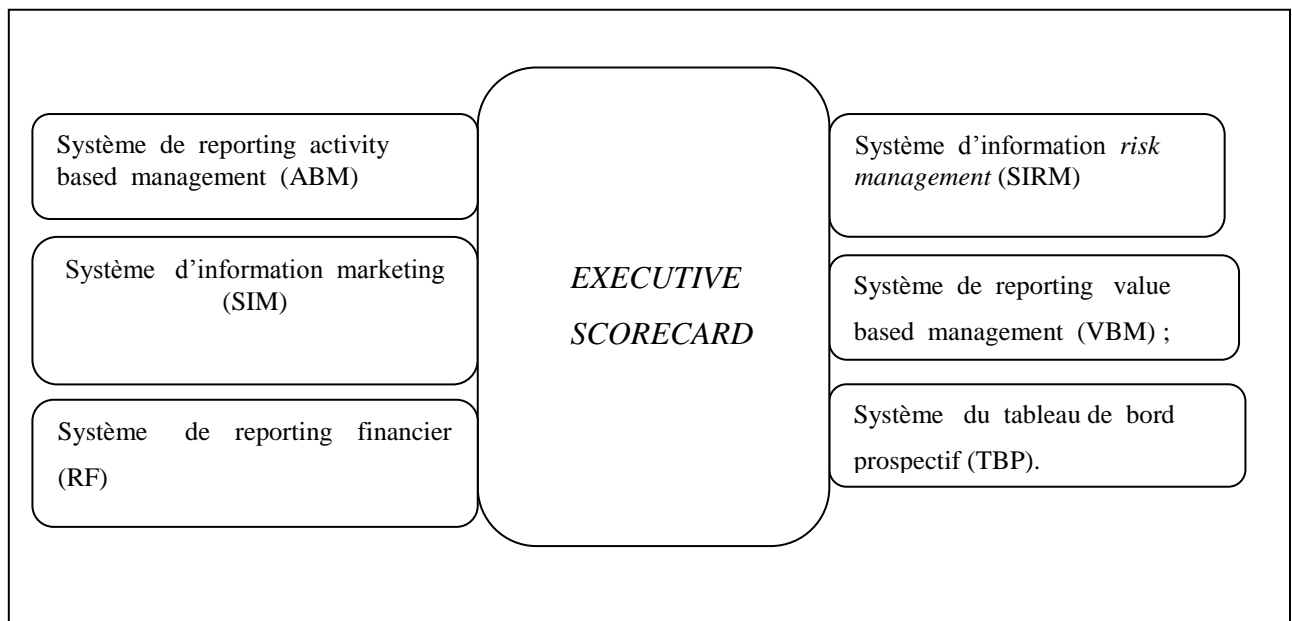 Système de reporting activity
based management (ABM)
Système d’information marketing
(SIM)
Système de reporting financier
(RF)
EXECUTIVE
SCORECARD
Système d’information risk
management (SIRM)
Système de reporting value
based management (VBM) ;
Système du tableau de bord
prospectif (TBP).